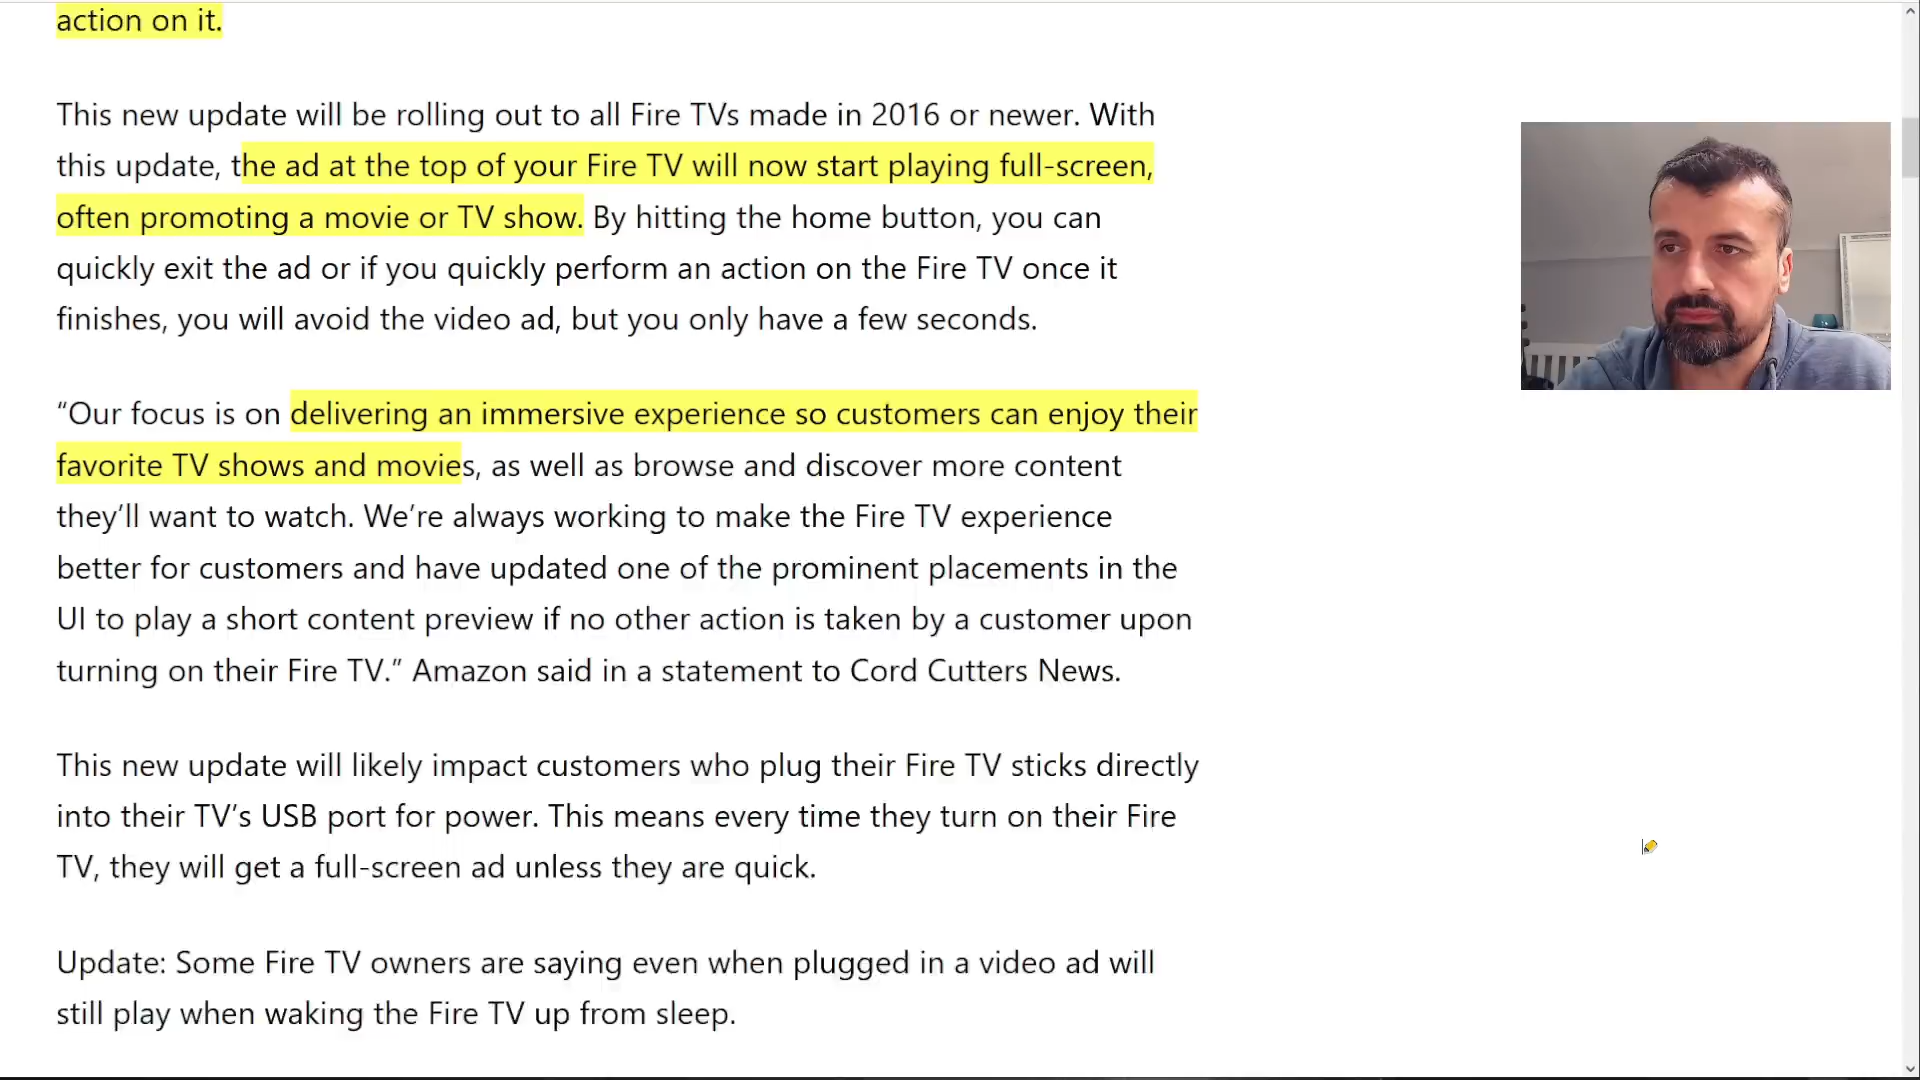 action on it.
This new update will be rolling out to all Fire TVs made in 2016 or newer. With
this update, the ad at the top of your Fire TV will now start playing full-screen,
often promoting a movie or TV show. By hitting the home button, you can
quickly exit the ad or if you quickly perform an action on the Fire TV once it
finishes, you will avoid the video ad, but you only have a few seconds.
“Our focus is on delivering an immersive experience so customers can enjoy their
favorite TV shows and movies, as well as browse and discover more content
they’ll want to watch. We’re always working to make the Fire TV experience
better for customers and have updated one of the prominent placements in the
UI to play a short content preview if no other action is taken by a customer upon
turning on their Fire TV.” Amazon said in a statement to Cord Cutters News.
This new update will likely impact customers who plug their Fire TV sticks directly
into their TV’s USB port for power. This means every time they turn on their Fire
TV, they will get a full-screen ad unless they are quick.
Update: Some Fire TV owners are saying even when plugged in a video ad will
still play when waking the Fire TV up from sleep.